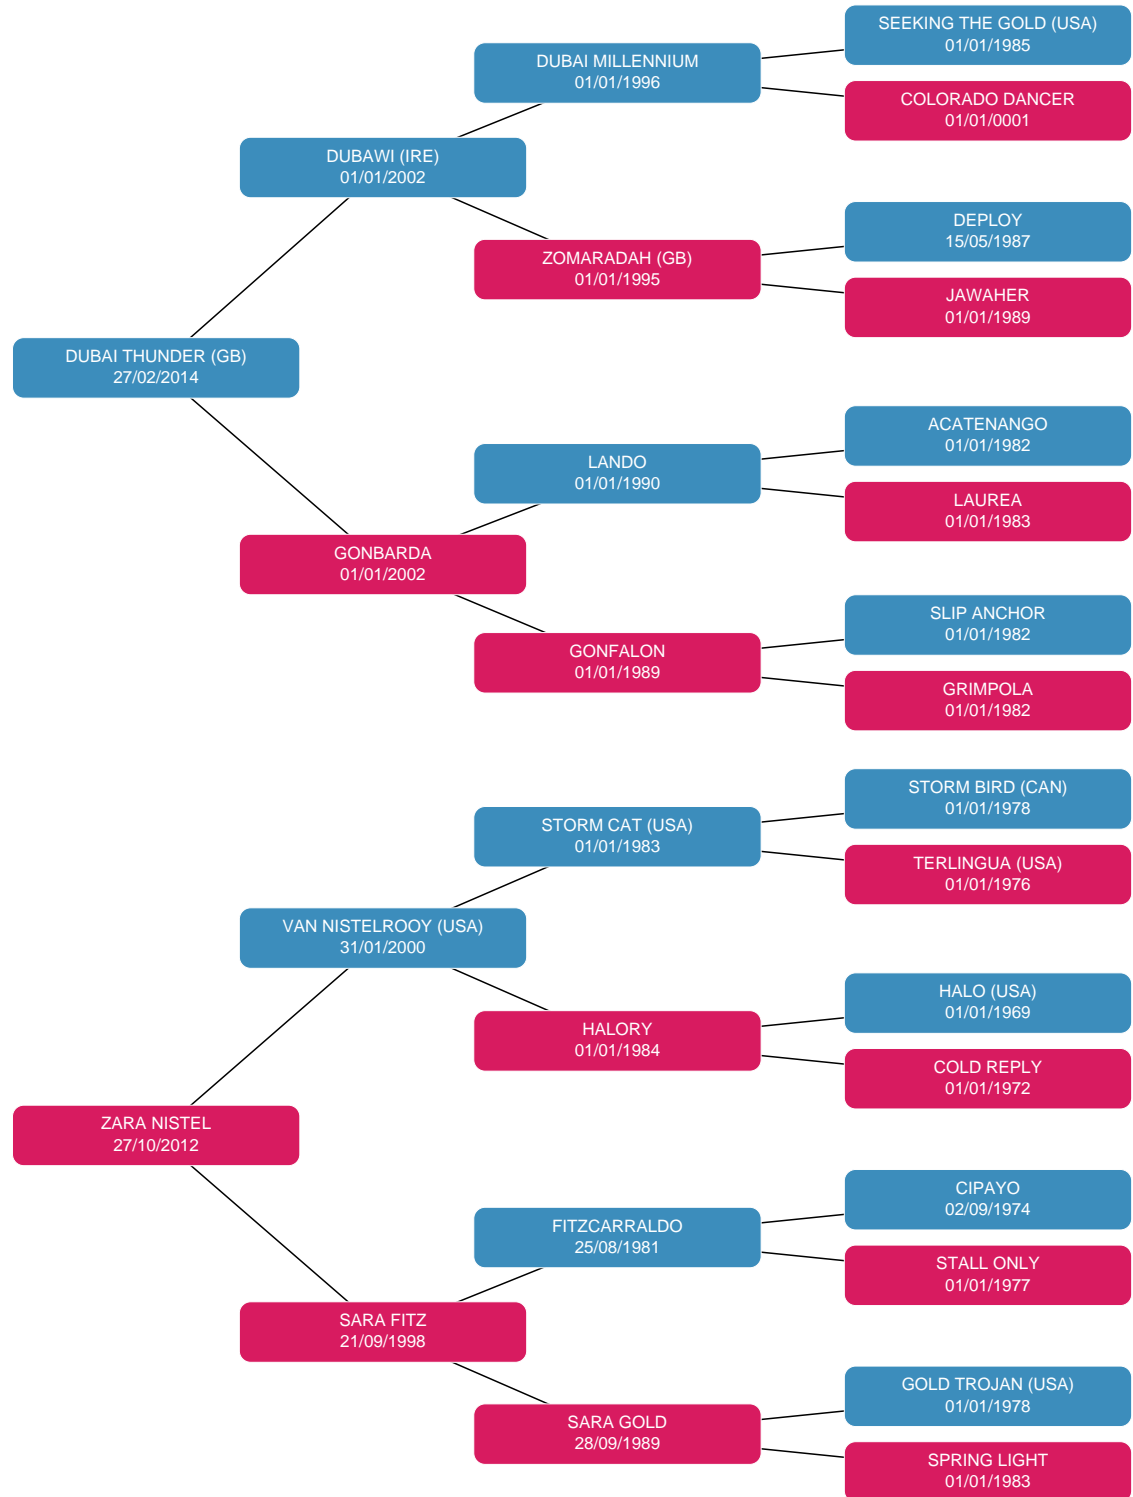 SEEKING THE GOLD (USA)
01/01/1985
DUBAI MILLENNIUM
01/01/1996
COLORADO DANCER
01/01/0001
DUBAWI (IRE)
01/01/2002
DEPLOY
15/05/1987
ZOMARADAH (GB)
01/01/1995
JAWAHER
01/01/1989
DUBAI THUNDER (GB)
27/02/2014
ACATENANGO
01/01/1982
LANDO
01/01/1990
LAUREA
01/01/1983
GONBARDA
01/01/2002
SLIP ANCHOR
01/01/1982
GONFALON
01/01/1989
GRIMPOLA
01/01/1982
STORM BIRD (CAN)
01/01/1978
STORM CAT (USA)
01/01/1983
TERLINGUA (USA)
01/01/1976
VAN NISTELROOY (USA)
31/01/2000
HALO (USA)
01/01/1969
HALORY
01/01/1984
COLD REPLY
01/01/1972
ZARA NISTEL
27/10/2012
CIPAYO
02/09/1974
FITZCARRALDO
25/08/1981
STALL ONLY
01/01/1977
SARA FITZ
21/09/1998
GOLD TROJAN (USA)
01/01/1978
SARA GOLD
28/09/1989
SPRING LIGHT
01/01/1983